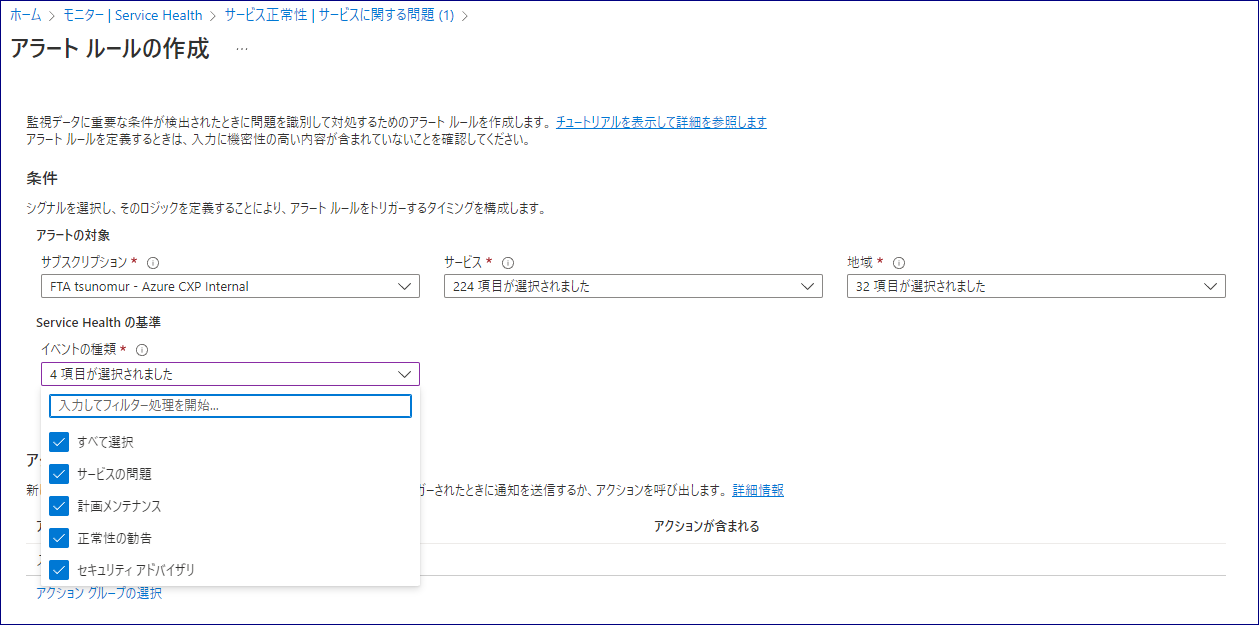 ホーム > モニター | Service Health > サービス正常性 | サービスに関する問題 (1) >
アラート ルールの作成 ...
監視データに重要な条件が検出されたときに問題を識別して対処するためのアラート ルールを作成します。 チュートリアルを表示して詳細を参照します
アラート ルールを定義するときは、入力に機密性の高い内容が含まれていないことを確認してください。
条件
シグナルを選択し、そのロジックを定義することにより、アラート ルールをトリガーするタイミングを構成します。
アラートの対象
サブスクリプション * サービス * 地域 *
FTA tsunomur - Azure CXP Internal 224 項目が選択されました 32 項目が選択されました
Service Health の基準
イベントの種類 *
4 項目が選択されました
入力してフィルター処理を開始...
すべて選択
サービスの問題
計画メンテナンス
正常性の勧告
セキュリティ アドバイザリ
ガーされたときに通知を送信するか、アクションを呼び出します。 詳細情報
アクションが含まれる
アクション グループの選択